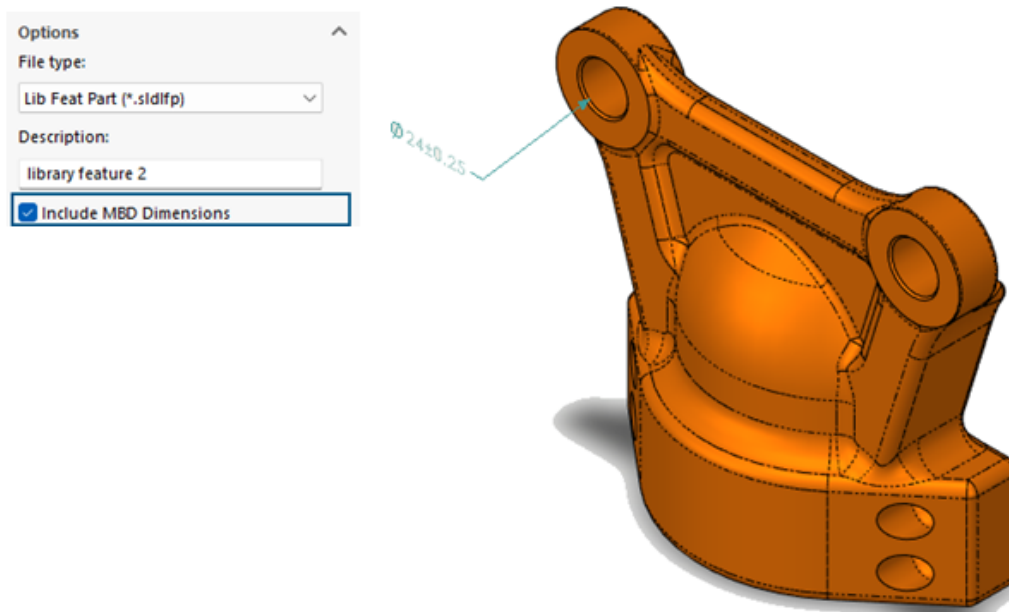 Options
File type:
Lib Feat Part (*.sldlfp)
Description:
library feature 2
Include MBD Dimensions
Ø24±0.25